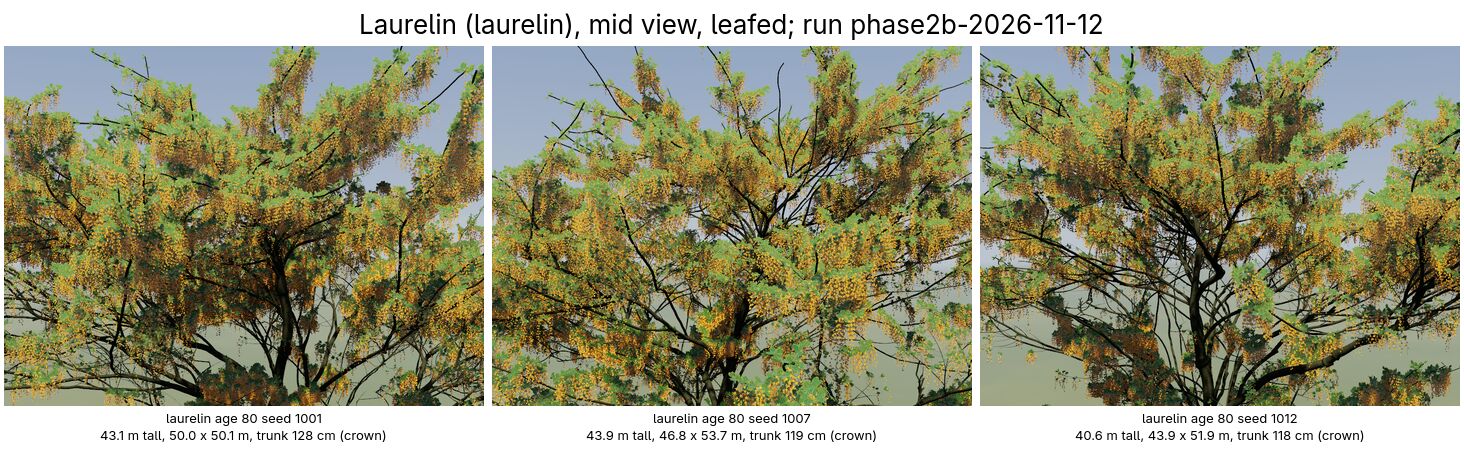 Laurelin (laurelin), mid view, leafed; run phase2b-2026-11-12
laurelin age 80 seed 1001
43.1 m tall, 50.0 x 50.1 m, trunk 128 cm (crown)
laurelin age 80 seed 1007
43.9 m tall, 46.8 x 53.7 m, trunk 119 cm (crown)
laurelin age 80 seed 1012
40.6 m tall, 43.9 x 51.9 m, trunk 118 cm (crown)